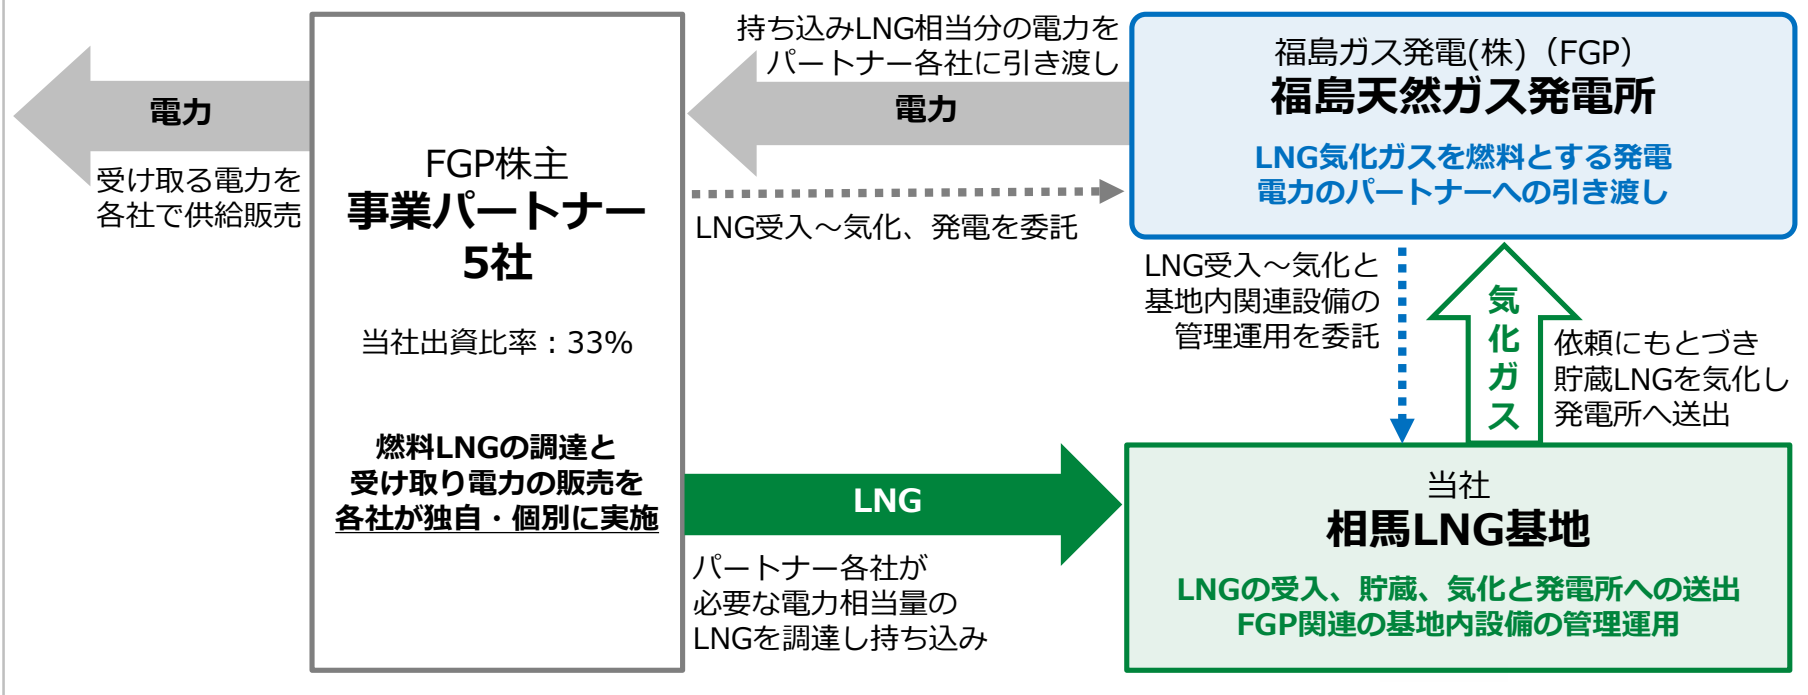 電力
受け取る電力を
各社で供給販売
FGP株主
事業パートナー
5社
当社出資比率：33%
燃料LNGの調達と
受け取り電力の販売を
各社が独自・個別に実施
持ち込みLNG相当分の電力を
パートナー各社に引き渡し
電力
LNG受入～気化、発電を委託
福島ガス発電(株)（FGP）
福島天然ガス発電所
LNG気化ガスを燃料とする発電
電力のパートナーへの引き渡し
LNG受入～気化と
基地内関連設備の
管理運用を委託
気化ガス
依頼にもとづき
貯蔵LNGを気化し
発電所へ送出
LNG
パートナー各社が
必要な電力相当量の
LNGを調達し持ち込み
当社
相馬LNG基地
LNGの受入、貯蔵、気化と発電所への送出
FGP関連の基地内設備の管理運用